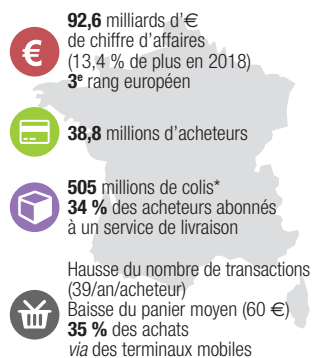 92,6 milliards d'€
de chiffre d'affaires
(13,4 % de plus en 2018)
3e rang européen
€
38,8 millions d'acheteurs
505 millions de colis*
34 % des acheteurs abonnés
à un service de livraison
Hausse du nombre de transactions
(39/an/acheteur)
Baisse du panier moyen (60 €)
35 % des achats
via des terminaux mobiles